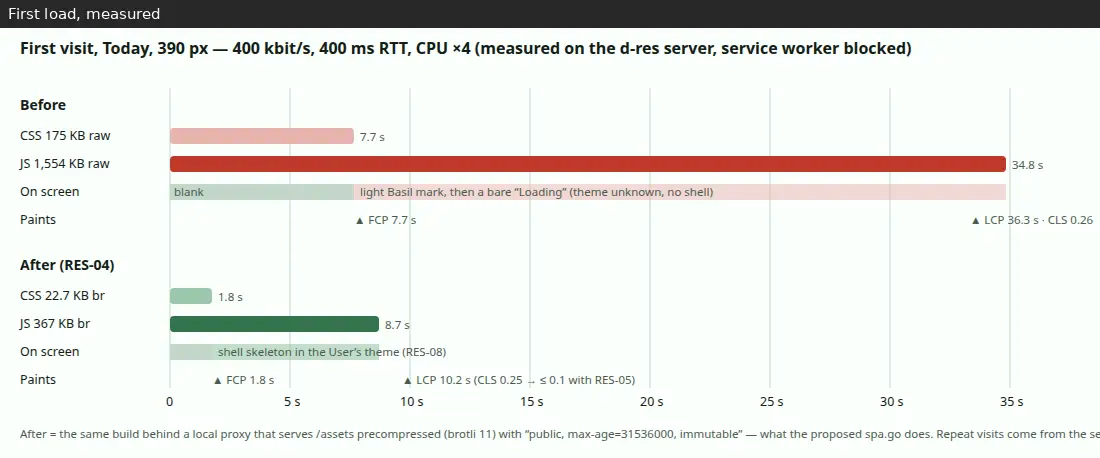 First load, measured
First visit, Today, 390 px — 400 kbit/s, 400 ms RTT, CPU ×4 (measured on the d-res server, service worker blocked)
Before
CSS 175 KB raw
7.7 s
JS 1,554 KB raw
34.8 s
On screen
blank
light Basil mark, then a bare “Loading” (theme unknown, no shell)
Paints
▲ FCP 7.7 s
▲ LCP 36.3 s · CLS 0.26
After (RES-04)
CSS 22.7 KB br
1.8 s
JS 367 KB br
8.7 s
On screen
shell skeleton in the User’s theme (RES-08)
Paints
▲ FCP 1.8 s
▲ LCP 10.2 s (CLS 0.25 → ≤ 0.1 with RES-05)
0 5 s 10 s 15 s 20 s 25 s 30 s 35 s
After = the same build behind a local proxy that serves /assets precompressed (brotli 11) with “public, max-age=31536000, immutable” — what the proposed spa.go does. Repeat visits come from the se